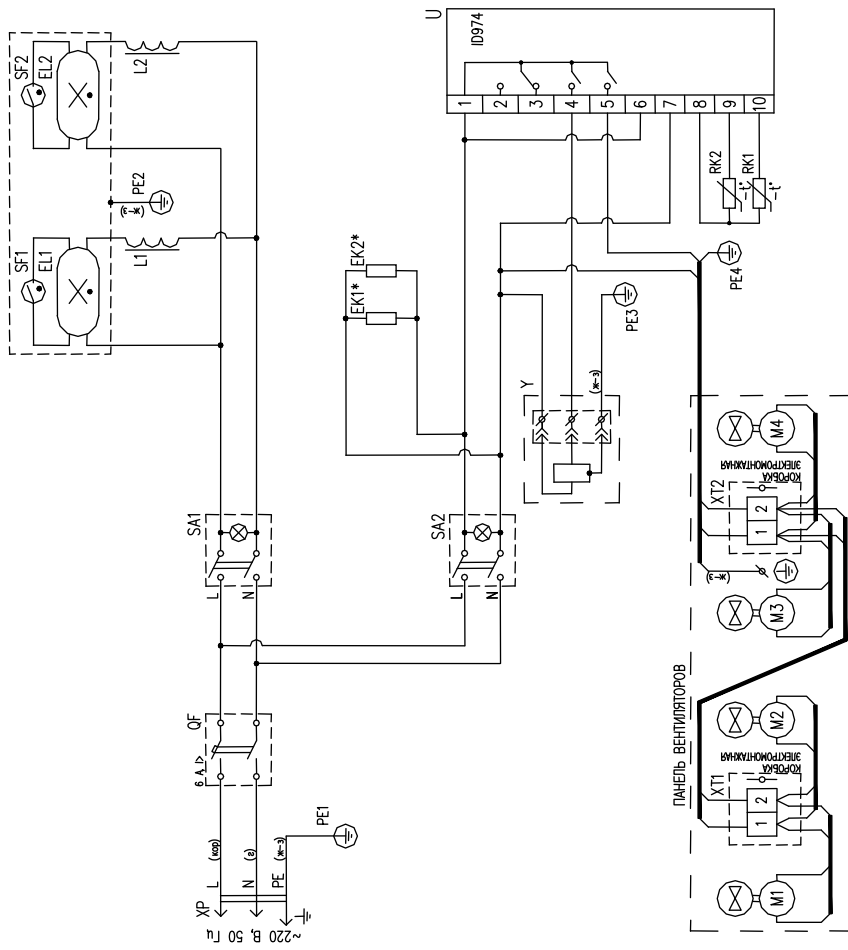 ~220 В, 50 Гц
XP
L (кор)
N (г)
PE (ж-з)
PE1
6 A I>
QF
L
N
SA1
L
N
SA2
SF1
EL1
L1
PE2
(ж-з)
SF2
EL2
L2
EK1*
EK2*
U
ID974
1
2
3
4
5
6
7
8
9
10
RK2
-t°
RK1
-t°
Y
(ж-з)
PE3
PE4
ПАНЕЛЬ ВЕНТИЛЯТОРОВ
M1
XT1
1
2
КОРОБКА
ЭЛЕКТРОМОНТАЖНАЯ
M2
M3
(ж-з)
XT2
1
2
КОРОБКА
ЭЛЕКТРОМОНТАЖНАЯ
M4